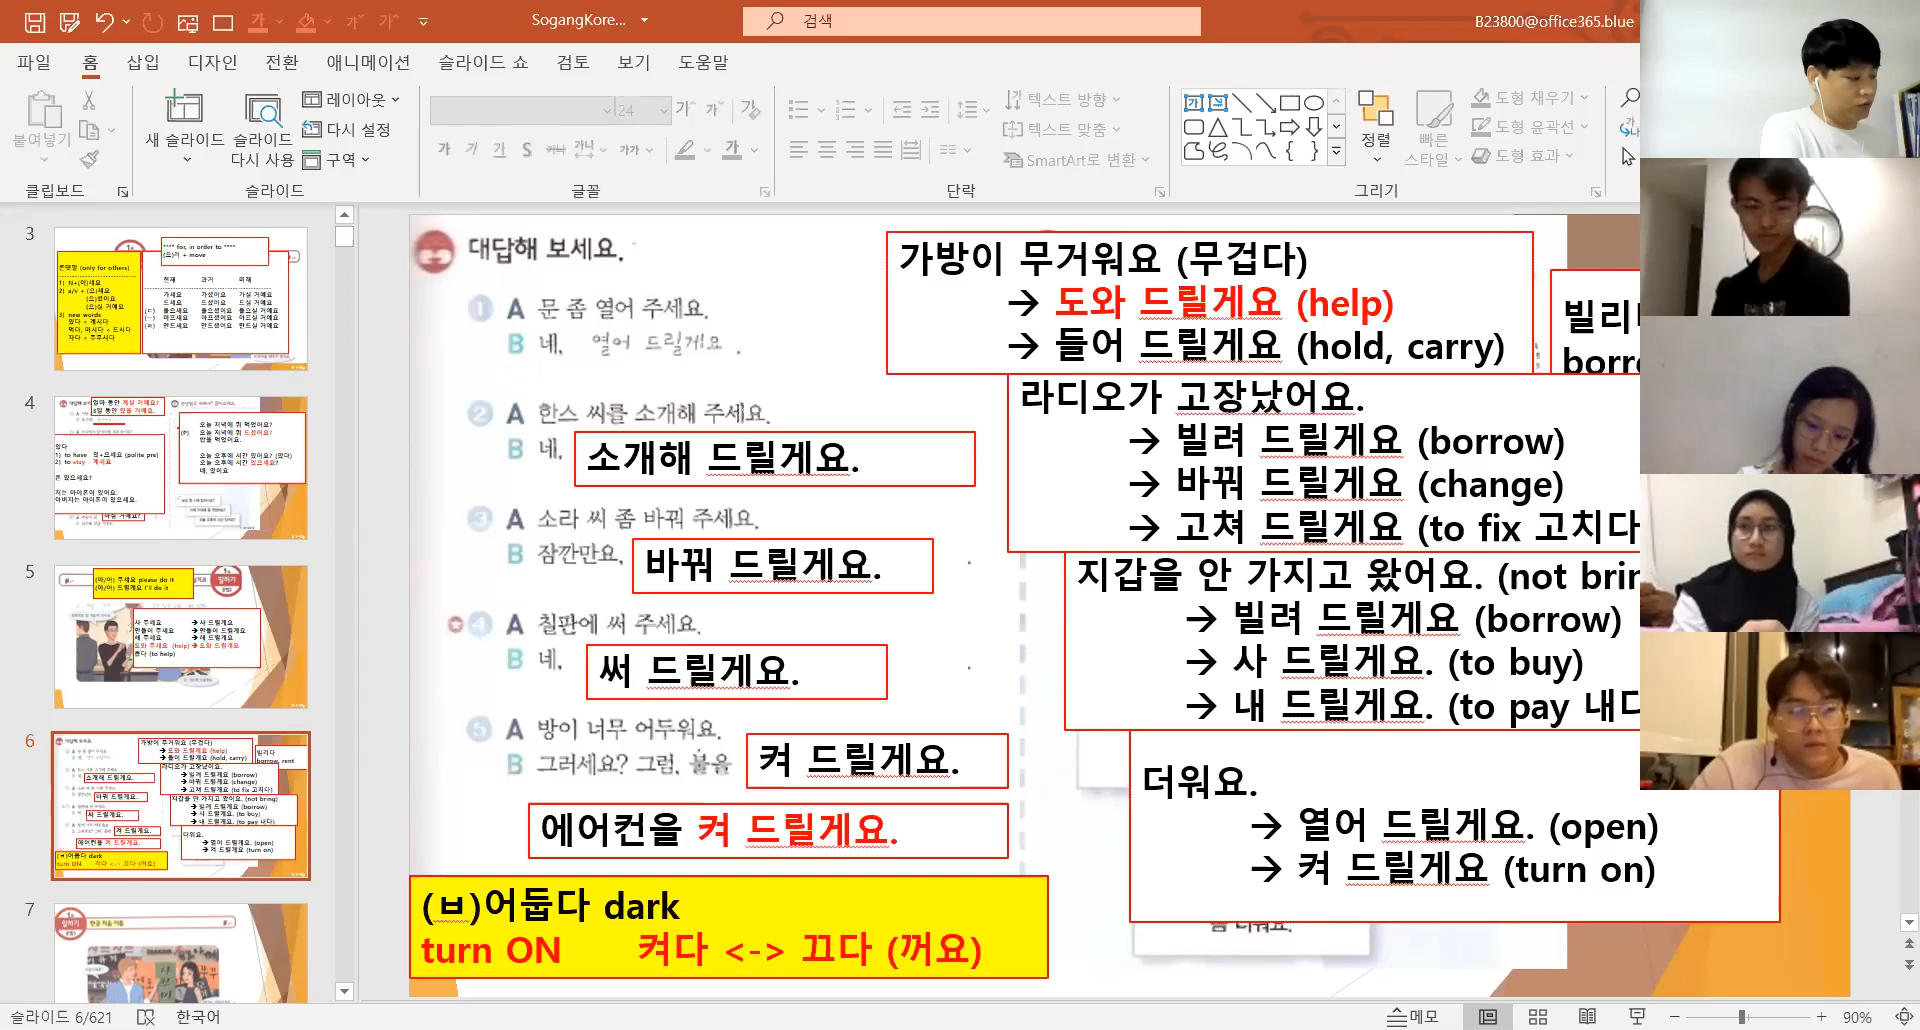 SogangKore...
검색
B23800@office365.blue
파일 홈 삽입 디자인 전환 애니메이션 슬라이드 쇼 검토 보기 도움말
붙여넣기
클립보드
새 슬라이드
슬라이드 다시 사용
레이아웃
다시 설정
구역
슬라이드
24
글꼴
텍스트 방향
텍스트 맞춤
SmartArt로 변환
단락
정렬
빠른 스타일
도형 채우기
도형 윤곽선
도형 효과
그리기
3
4
5
6
7
대답해 보세요.
1 A 문 좀 열어 주세요.
B 네, 열어 드릴게요.
2 A 한스 씨를 소개해 주세요.
B 네, 소개해 드릴게요.
3 A 소라 씨 좀 바꿔 주세요.
B 잠깐만요, 바꿔 드릴게요.
4 A 칠판에 써 주세요.
B 네, 써 드릴게요.
5 A 방이 너무 어두워요.
B 그러세요? 그럼, 불을 켜 드릴게요.
에어컨을 켜 드릴게요.
(ㅂ)어둡다 dark
turn ON 켜다 <-> 끄다 (꺼요)
가방이 무거워요 (무겁다)
→ 도와 드릴게요 (help)
→ 들어 드릴게요 (hold, carry)
라디오가 고장났어요.
→ 빌려 드릴게요 (borrow)
→ 바꿔 드릴게요 (change)
→ 고쳐 드릴게요 (to fix 고치다
지갑을 안 가지고 왔어요. (not brin
→ 빌려 드릴게요 (borrow)
→ 사 드릴게요. (to buy)
→ 내 드릴게요. (to pay 내다
더워요.
→ 열어 드릴게요. (open)
→ 켜 드릴게요 (turn on)
빌리
borro
슬라이드 6/621
한국어
메모
90%